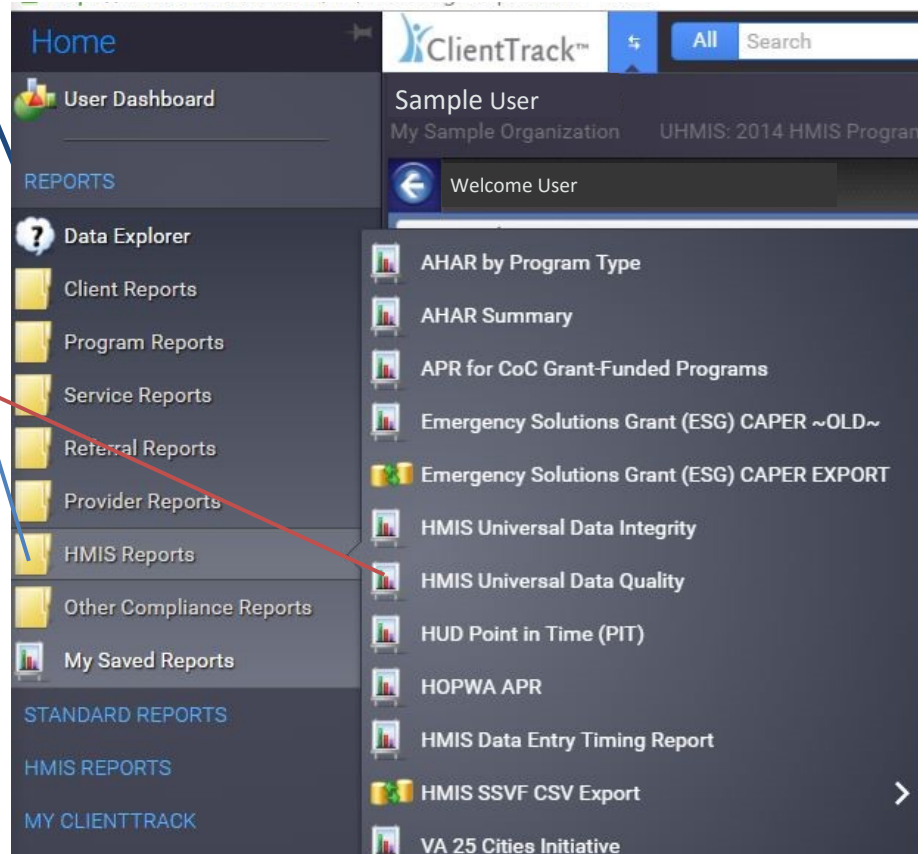 Home
ClientTrack™
All
Search
User Dashboard
Sample User
My Sample Organization
UHMIS: 2014 HMIS Program
REPORTS
Welcome User
Data Explorer
Client Reports
Program Reports
Service Reports
Referral Reports
Provider Reports
HMIS Reports
Other Compliance Reports
My Saved Reports
STANDARD REPORTS
HMIS REPORTS
MY CLIENTTRACK
AHAR by Program Type
AHAR Summary
APR for CoC Grant-Funded Programs
Emergency Solutions Grant (ESG) CAPER ~OLD~
Emergency Solutions Grant (ESG) CAPER EXPORT
HMIS Universal Data Integrity
HMIS Universal Data Quality
HUD Point in Time (PIT)
HOPWA APR
HMIS Data Entry Timing Report
HMIS SSVF CSV Export
VA 25 Cities Initiative